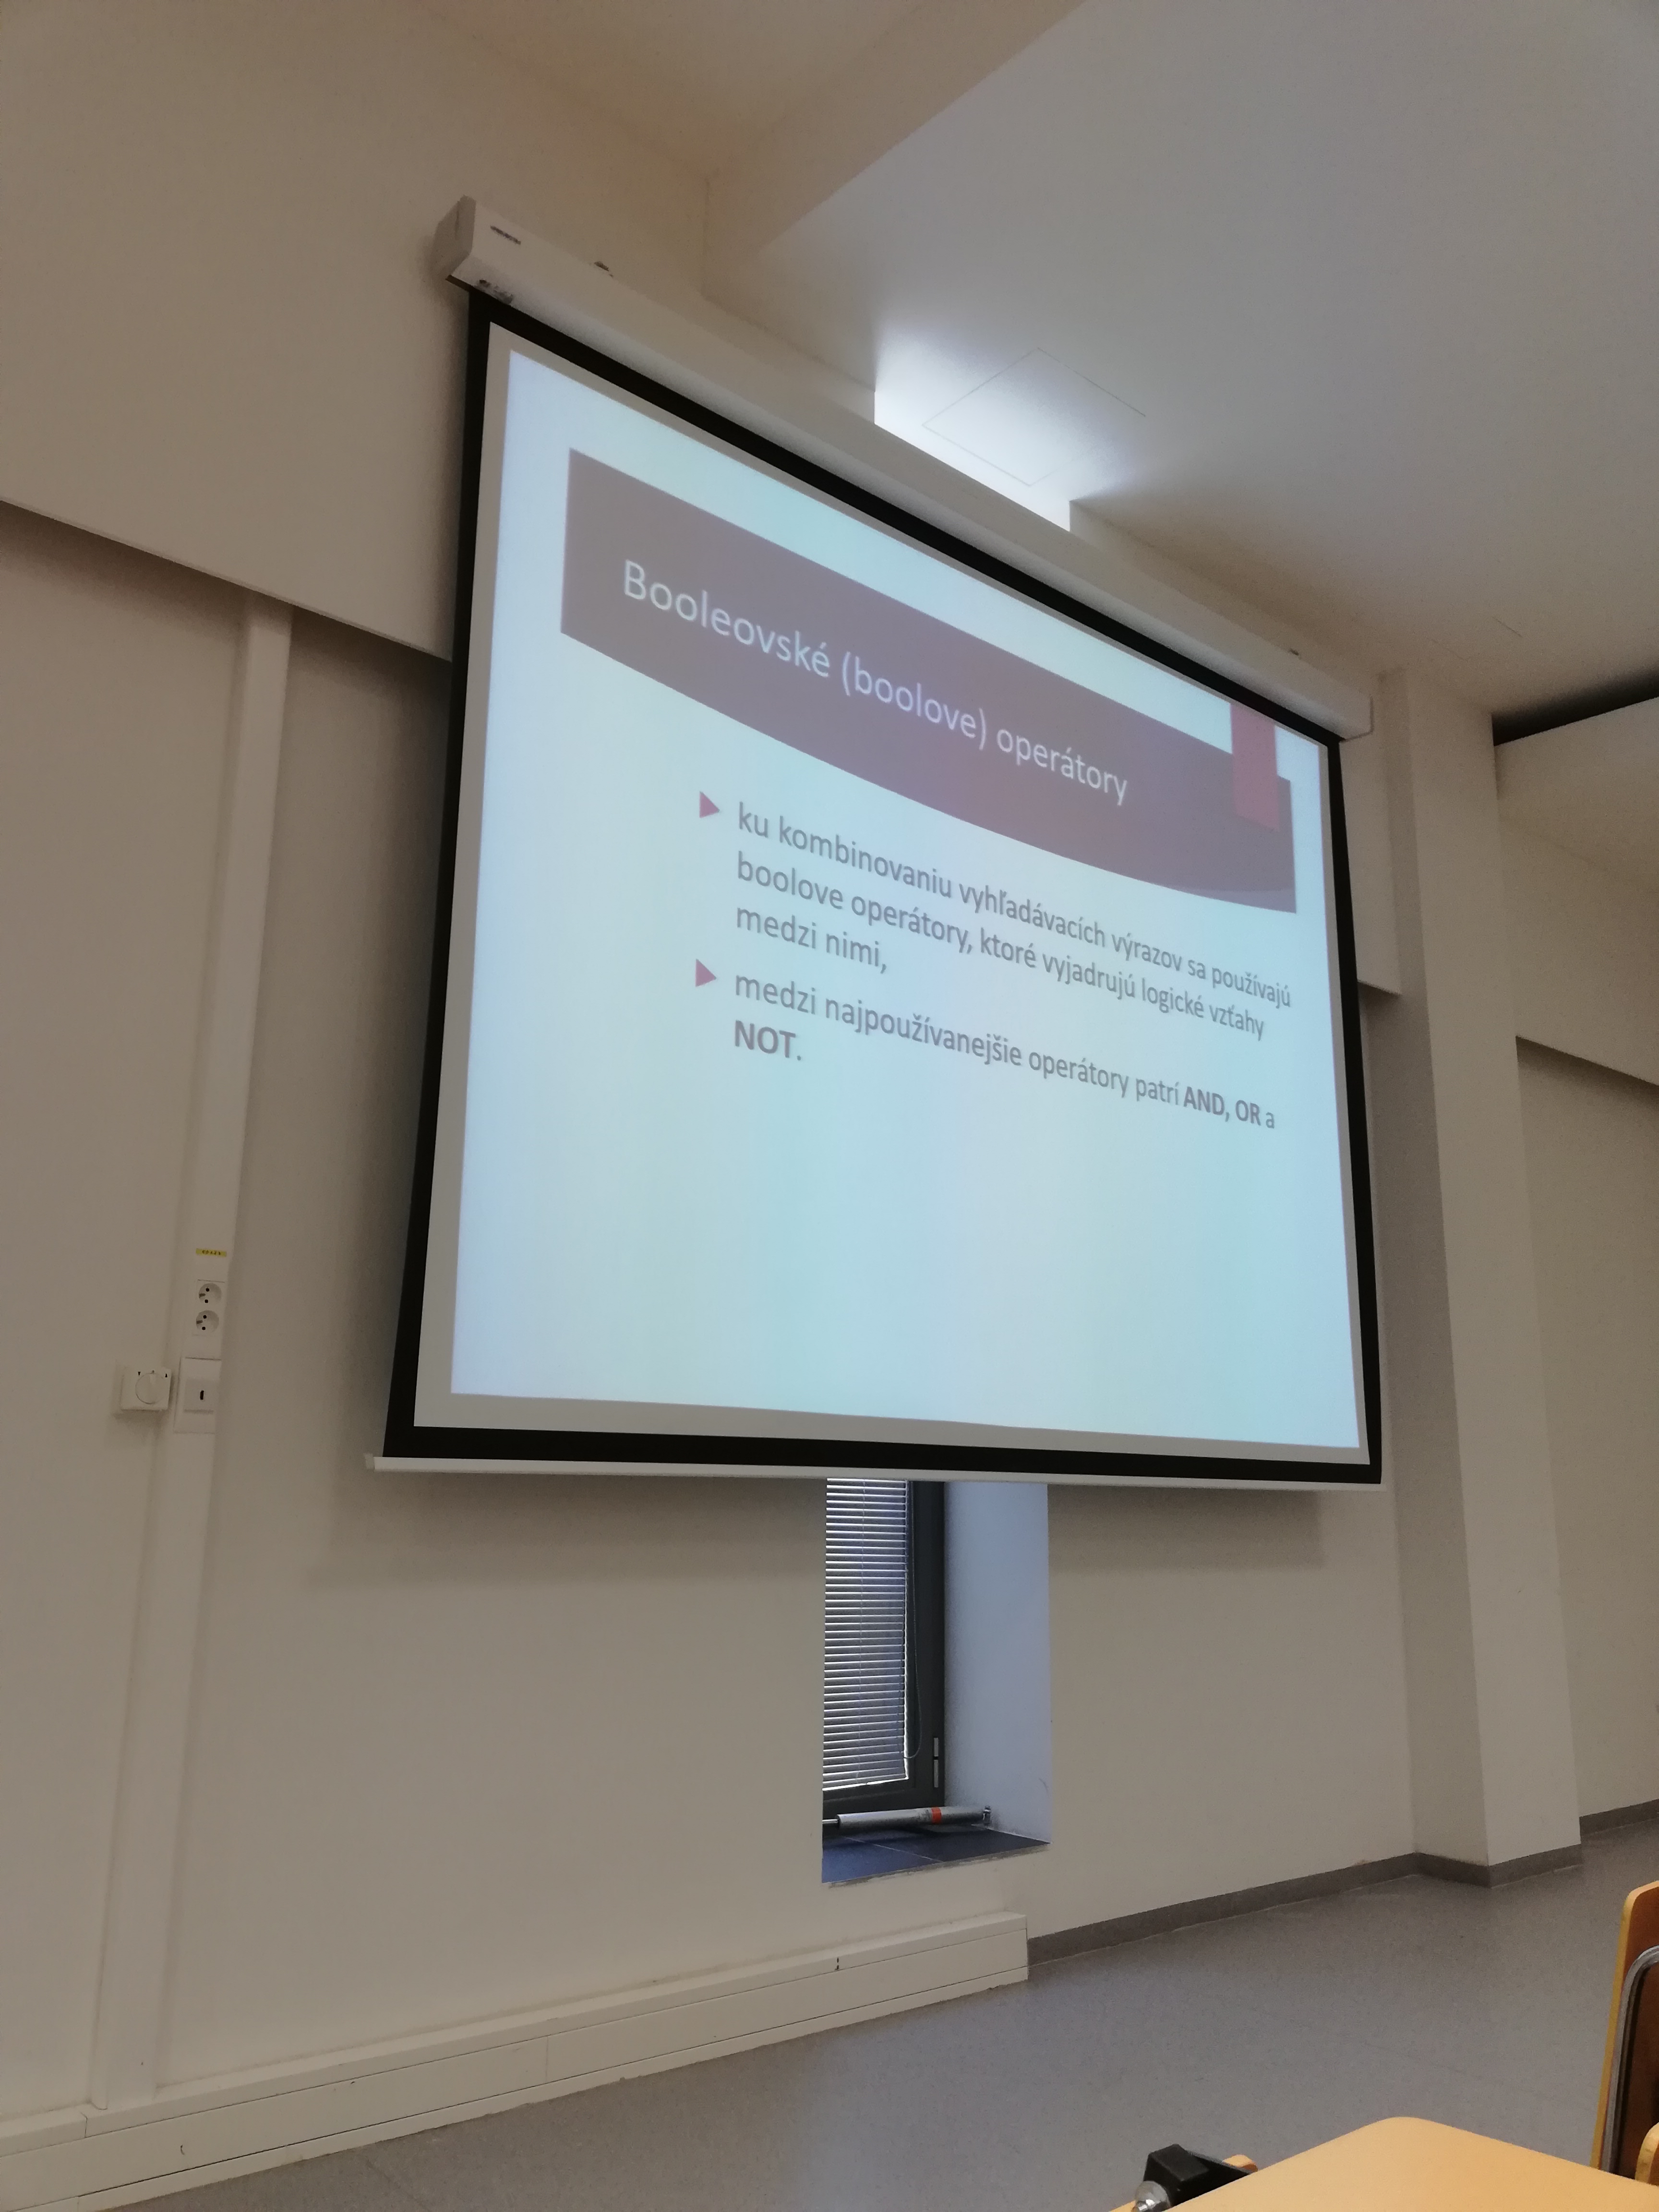 Booleovské (boolove) operátory
ku kombinovaniu vyhľadávacích výrazov sa používajú
boolove operátory, ktoré vyjadrujú logické vzťahy
medzi nimi,
medzi najpoužívanejšie operátory patrí AND, OR a
NOT.